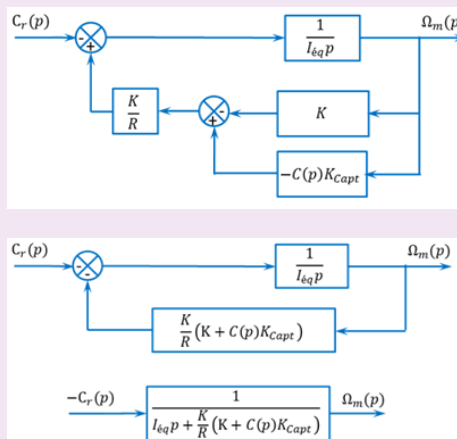 C_r(p) - + 1/(I_éq p) Ω_m(p
K/R + - K
-C(p)K_Capt
C_r(p) - - 1/(I_éq p) Ω_m(p)
K/R (K + C(p)K_Capt)
-C_r(p) 1/(I_éq p + K/R (K + C(p)K_Capt)) Ω_m(p)